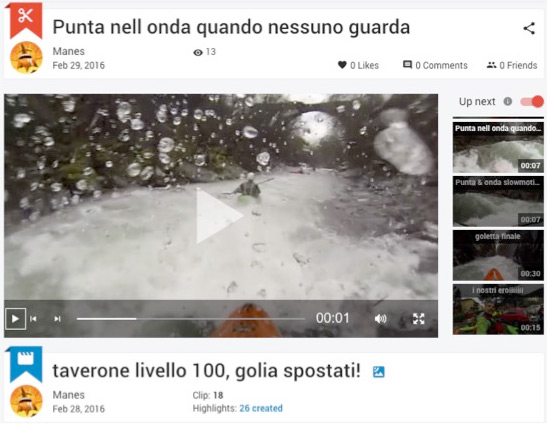 Punta nell onda quando nessuno guarda
Manes
13
Feb 29, 2016
0 Likes
0 Comments
0 Friends
Up next
Punta nell onda quando...
00:07
Punta & onda slowmoti...
00:07
goletta finale
00:30
i nostri eroiiiiiii
00:15
00:01
taverone livello 100, golia spostati!
Manes
Clip: 18
Feb 28, 2016
Highlights: 26 created